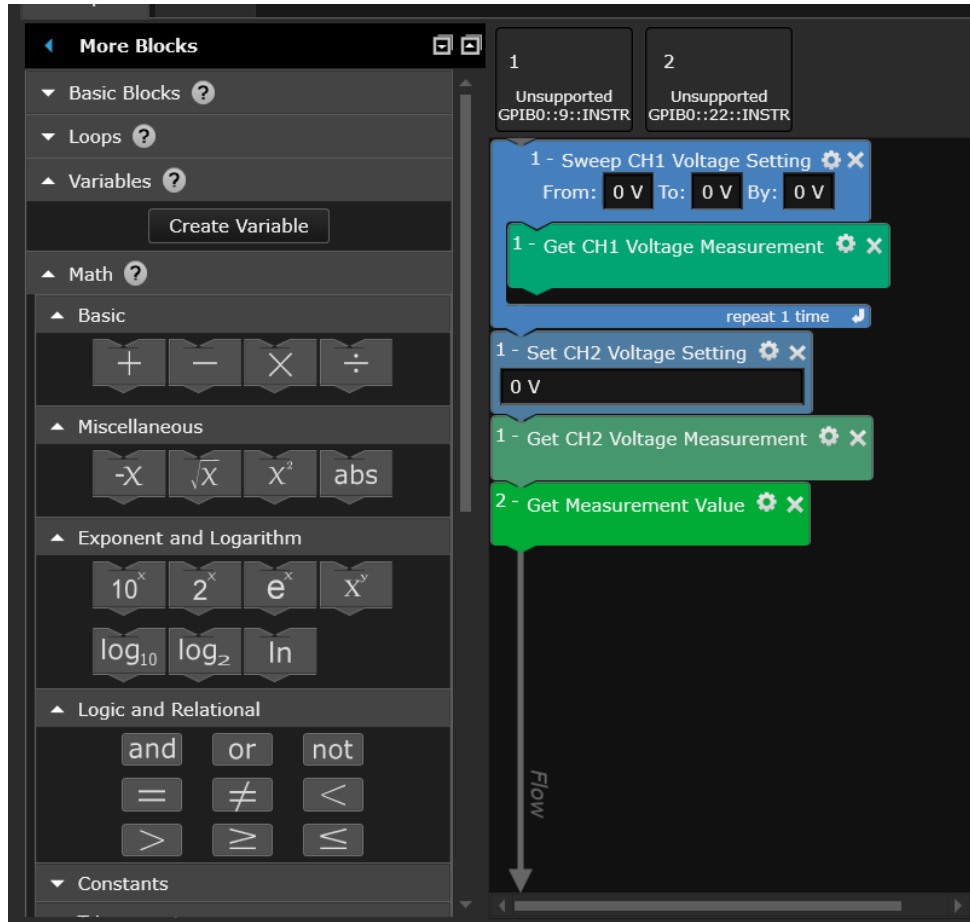 More Blocks
Basic Blocks ?
Loops ?
Variables ?
Create Variable
Math ?
Basic
+ − × ÷
Miscellaneous
-X √X X² abs
Exponent and Logarithm
10ˣ 2ˣ eˣ Xʸ
log₁₀ log₂ ln
Logic and Relational
and or not
= ≠ <
> ≥ ≤
Constants
1
Unsupported
GPIB0::9::INSTR
2
Unsupported
GPIB0::22::INSTR
1 - Sweep CH1 Voltage Setting
From: 0 V To: 0 V By: 0 V
1 - Get CH1 Voltage Measurement
repeat 1 time
1 - Set CH2 Voltage Setting
0 V
1 - Get CH2 Voltage Measurement
2 - Get Measurement Value
Flow